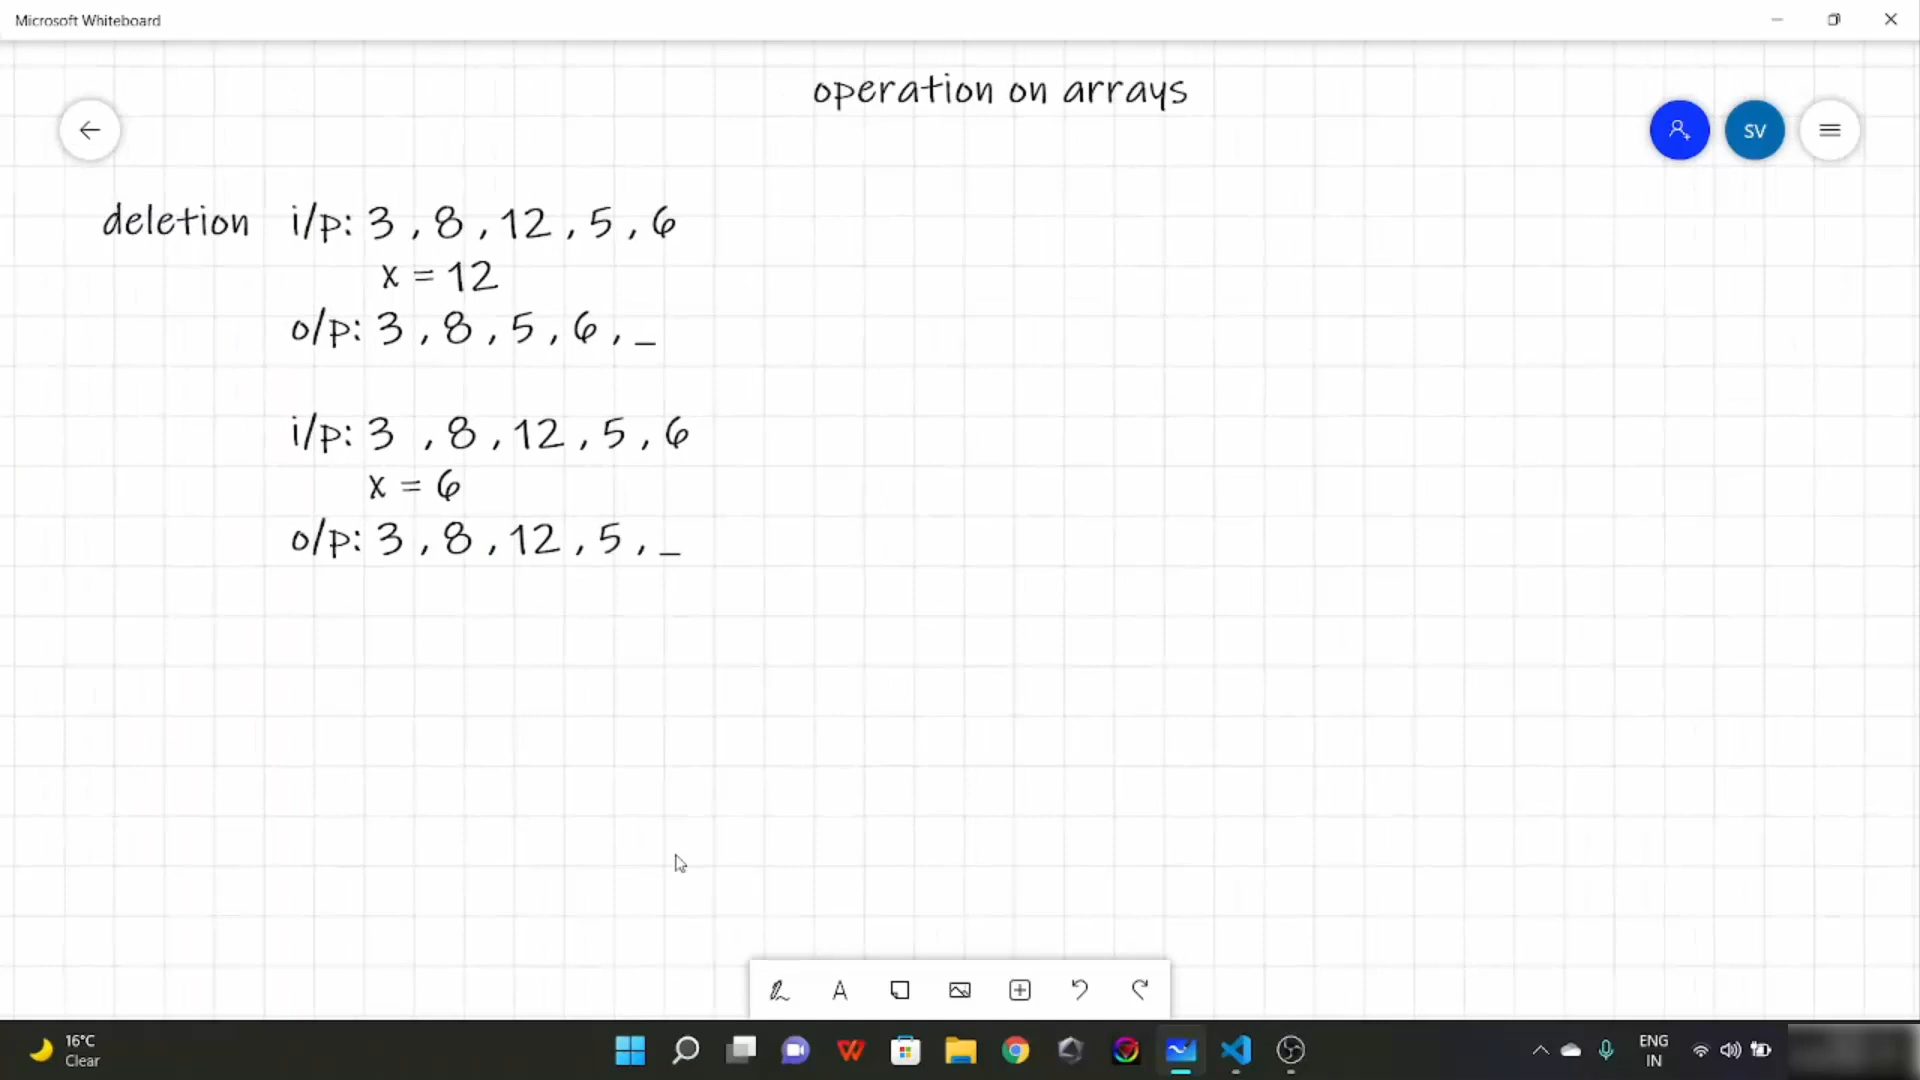 Microsoft Whiteboard
operation on arrays
SV
deletion i/p: 3 , 8 , 12 , 5 , 6
x = 12
o/p: 3 , 8 , 5 , 6 , _
i/p: 3 , 8 , 12 , 5 , 6
x = 6
o/p: 3 , 8 , 12 , 5 , _
A
16°C
Clear
ENG
IN